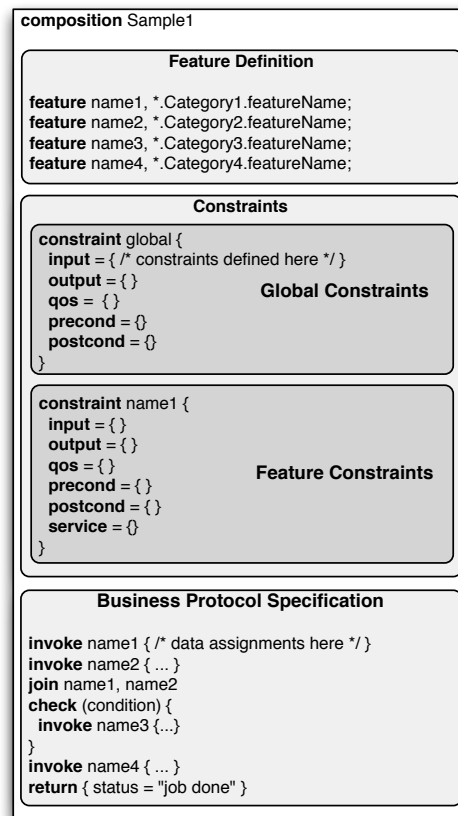 composition Sample1
Feature Definition
feature name1, *.Category1.featureName;
feature name2, *.Category2.featureName;
feature name3, *.Category3.featureName;
feature name4, *.Category4.featureName;
Constraints
constraint global {
input = { /* constraints defined here */ }
output = { }
qos = { }
precond = {}
postcond = {}
}
Global Constraints
constraint name1 {
input = { }
output = { }
qos = { }
precond = { }
postcond = { }
service = {}
}
Feature Constraints
Business Protocol Specification
invoke name1 { /* data assignments here */ }
invoke name2 { ... }
join name1, name2
check (condition) {
invoke name3 {...}
}
invoke name4 { ... }
return { status = "job done" }